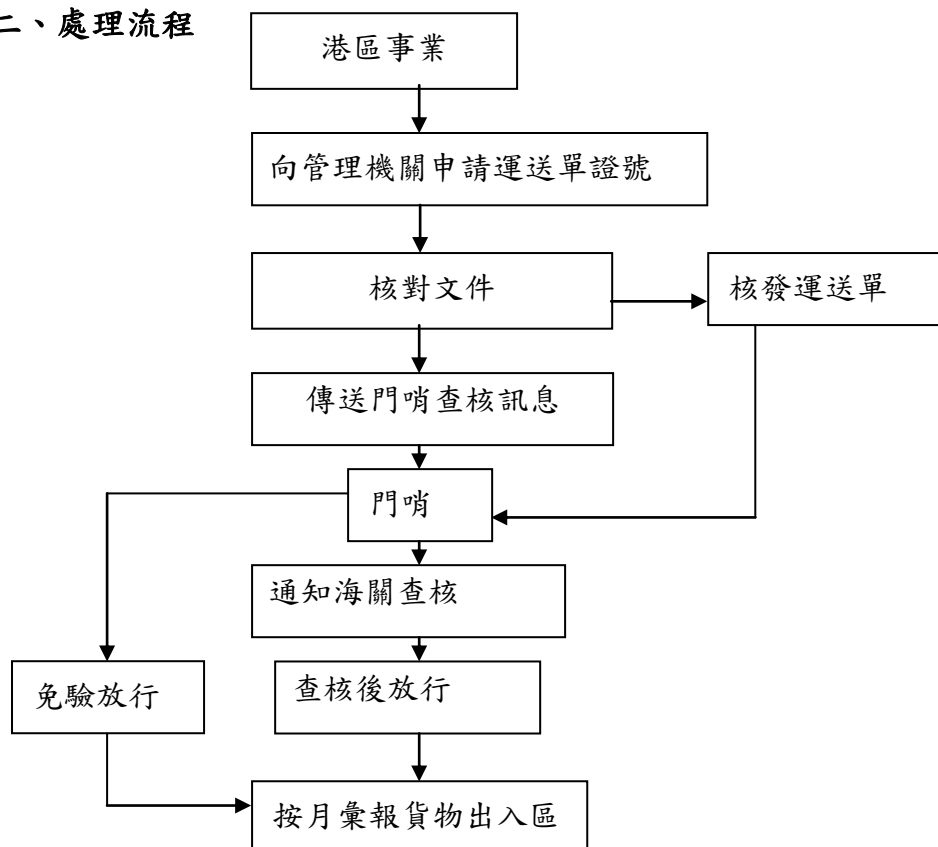 二、處理流程
港區事業
向管理機關申請運送單證號
核對文件
核發運送單
傳送門哨查核訊息
門哨
通知海關查核
免驗放行
查核後放行
按月彙報貨物出入區